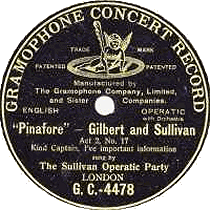 GRAMOPHONE CONCERT RECORD
TRADE MARK
PATENTED PATENTED
Manufactured by
The Gramophone Company, Limited,
and Sister Companies.
ENGLISH OPERATIC
with Orchestra
"Pinafore" — Gilbert and Sullivan
Act 2, No. 17
Kind Captain, I've important information
sung by
The Sullivan Operatic Party
LONDON
G.C.-4478